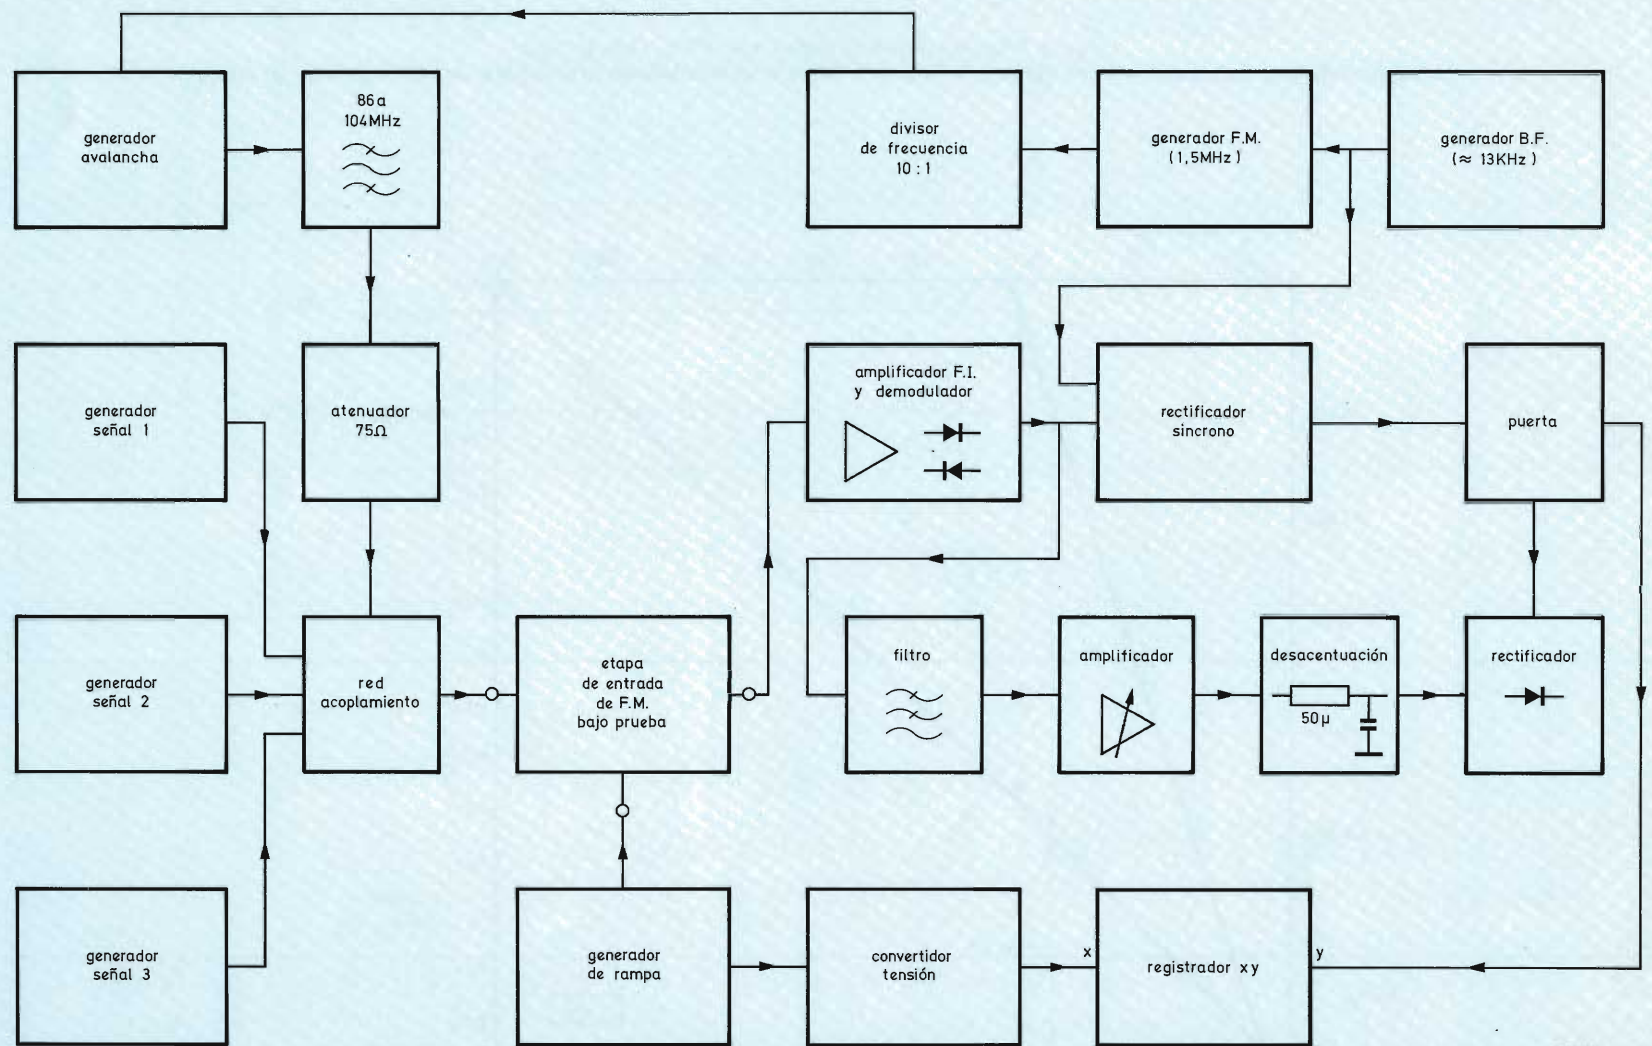 generador
avalancha
86 a
104MHz
divisor
de frecuencia
10 : 1
generador F.M.
(1,5MHz)
generador B.F.
(≈ 13KHz)
generador
señal 1
atenuador
75Ω
amplificador F.I.
y demodulador
rectificador
sincrono
puerta
generador
señal 2
red
acoplamiento
etapa
de entrada
de F.M.
bajo prueba
filtro
amplificador
desacentuación
50 µ
rectificador
generador
señal 3
generador
de rampa
convertidor
tensión
x
registrador xy
y